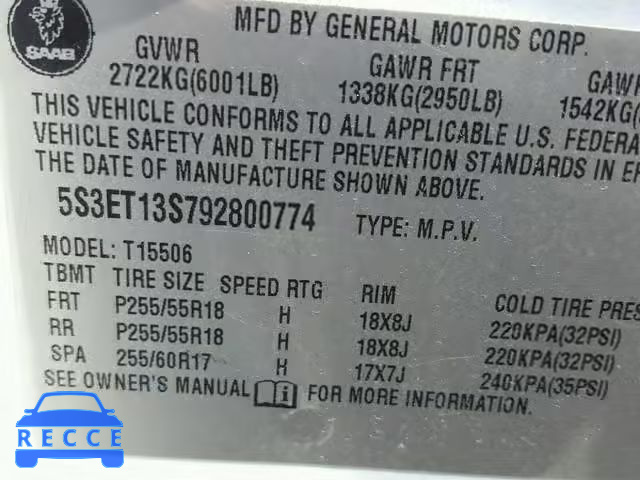 SAAB
MFD BY GENERAL MOTORS CORP.
GVWR GAWR FRT GAWR
2722KG(6001LB) 1338KG(2950LB) 1542KG(
THIS VEHICLE CONFORMS TO ALL APPLICABLE U.S. FEDERA
VEHICLE SAFETY AND THEFT PREVENTION STANDARDS IN EF
THE DATE OF MANUFACTURE SHOWN ABOVE.
5S3ET13S792800774 TYPE: M.P.V.
MODEL: T15506
TBMT TIRE SIZE SPEED RTG RIM COLD TIRE PRES
FRT P255/55R18 H 18X8J 220KPA(32PSI)
RR P255/55R18 H 18X8J 220KPA(32PSI)
SPA 255/60R17 H 17X7J 240KPA(35PSI)
SEE OWNER'S MANUAL FOR MORE INFORMATION.
RECCE